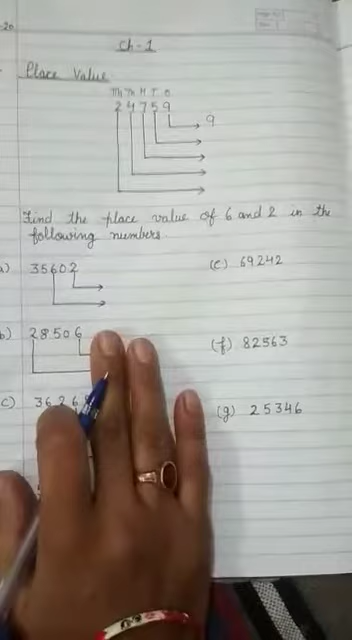 Ch-1
Place Value
TTh Th H T O
2 4 7 5 9
9
Find the place value of 6 and 2 in the
following numbers.
a) 35602
(e) 69242
b) 28506
(f) 82563
c) 3626
(g) 25346